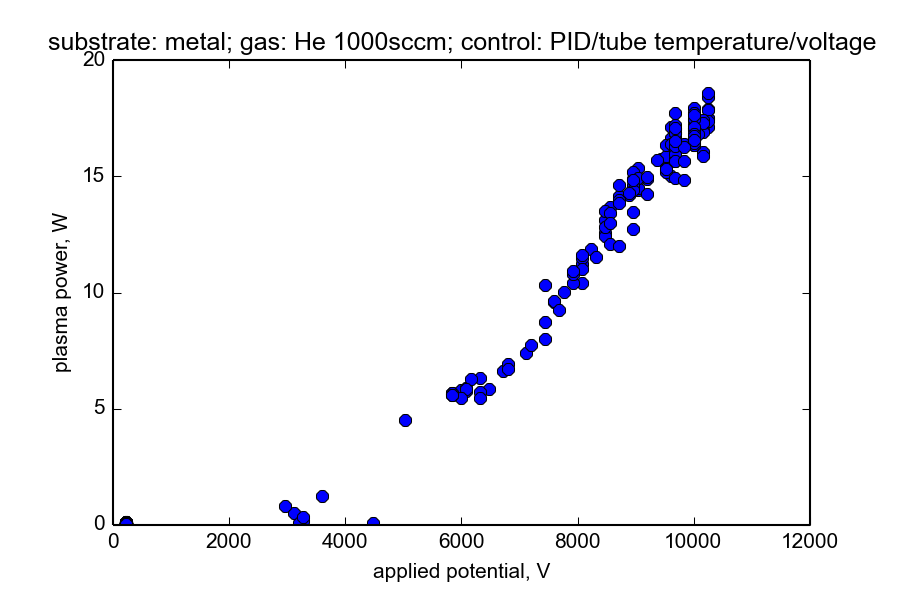 substrate: metal; gas: He 1000sccm; control: PID/tube temperature/voltage
20
15
10
5
0
plasma power, W
0 2000 4000 6000 8000 10000 12000
applied potential, V